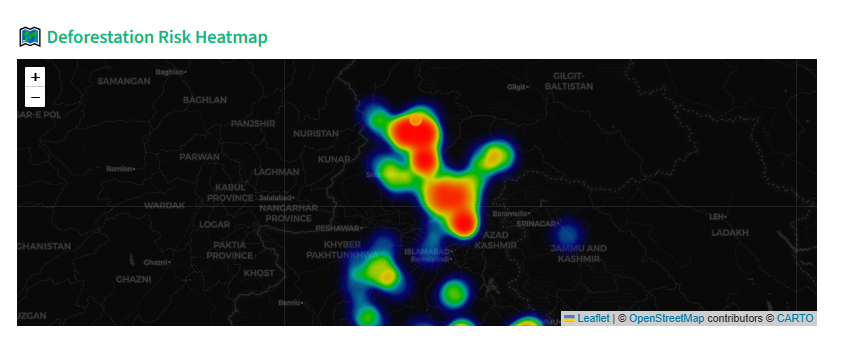 Deforestation Risk Heatmap
+
−
Baghlan
SAMANGAN
GILGIT-
BALTISTAN
Gilgit
BAGHLAN
SAR-E POL
PANJSHIR
NURISTAN
PARWAN
KUNAR
Bamian
LAGHMAN
KABUL
PROVINCE
Jalalabad
WARDAK
NANGARHAR
PROVINCE
Baramulla
SRINAGAR
LEH
LADAKH
LOGAR
PESHAWAR
AZAD
KASHMIR
GHANISTAN
PAKTIA
PROVINCE
KHYBER
PAKHTUNKHWA
ISLAMABAD
Rawalpindi
JAMMU AND
KASHMIR
Ghazni
GHAZNI
KHOST
Bannu
UZGAN
Leaflet | © OpenStreetMap contributors © CARTO